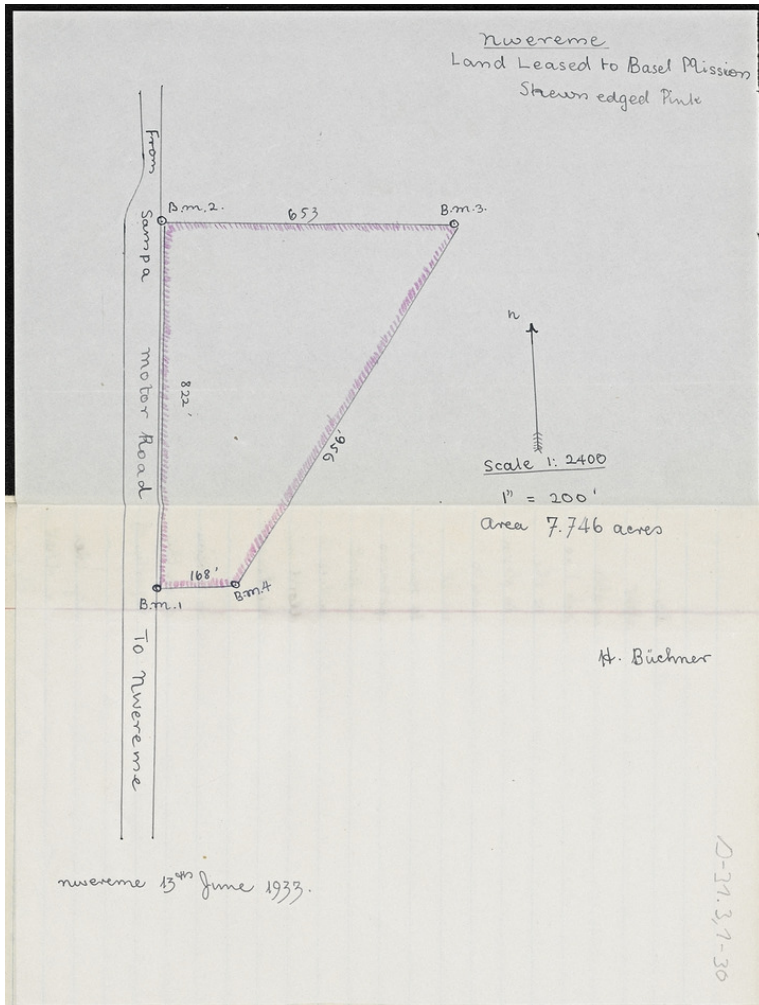 Nwereme
Land Leased to Basel Mission
Shewn edged Pink
From Sampa motor Road To Nwereme
B.m.2.
653
B.m.3.
822'
956'
n
Scale 1: 2400
1" = 200'
area 7.746 acres
168'
B.m.1
B.m.4
H. Büchner
nwereme 13th June 1933.
D-31.3,1-30